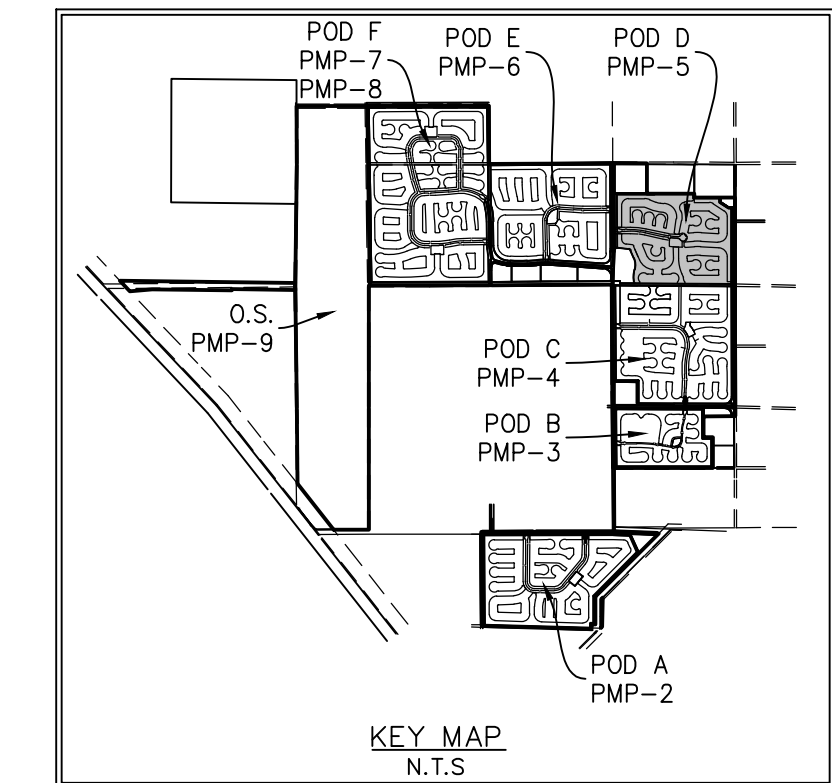 POD F
PMP-7
PMP-8
POD E
PMP-6
POD D
PMP-5
O.S.
PMP-9
POD C
PMP-4
POD B
PMP-3
POD A
PMP-2
KEY MAP
N.T.S